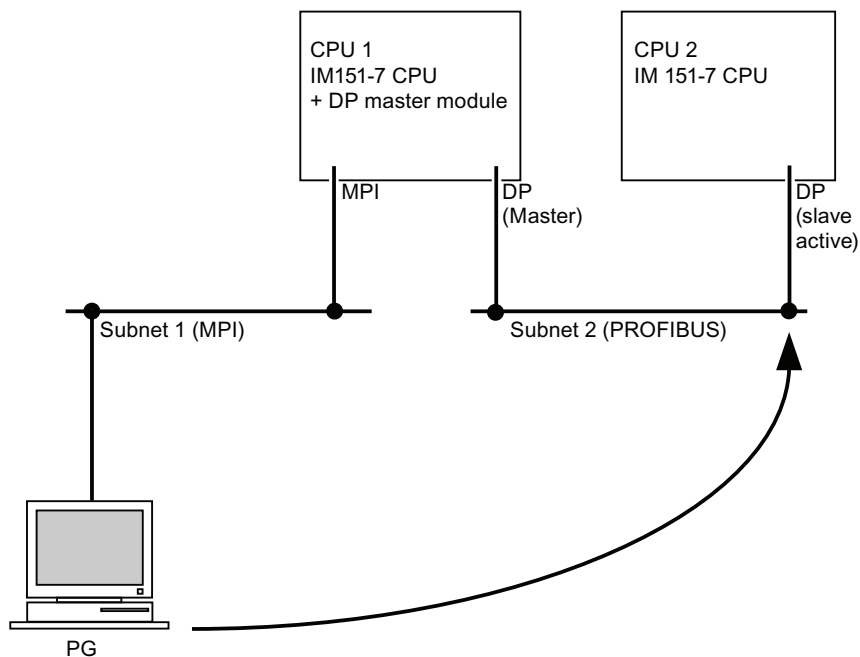 CPU 1
IM151-7 CPU
+ DP master module
CPU 2
IM 151-7 CPU
MPI
DP
(Master)
DP
(slave
active)
Subnet 1 (MPI)
Subnet 2 (PROFIBUS)
PG